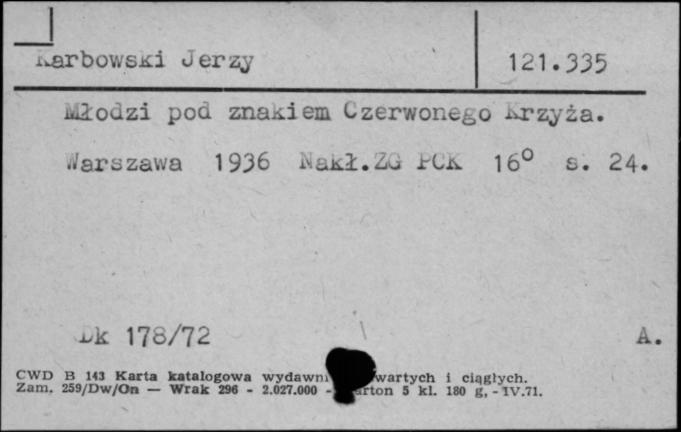 Karbowski Jerzy 121.335
Młodzi pod znakiem Czerwonego Krzyża.
Warszawa 1936 Nakł.ZG PCK 16° s. 24.
Dk 178/72 A.
CWD B 143 Karta katalogowa wydawni wartych i ciągłych.
Zam. 259/Dw/On — Wrak 296 - 2.027.000 - arton 5 kl. 180 g, - IV.71.